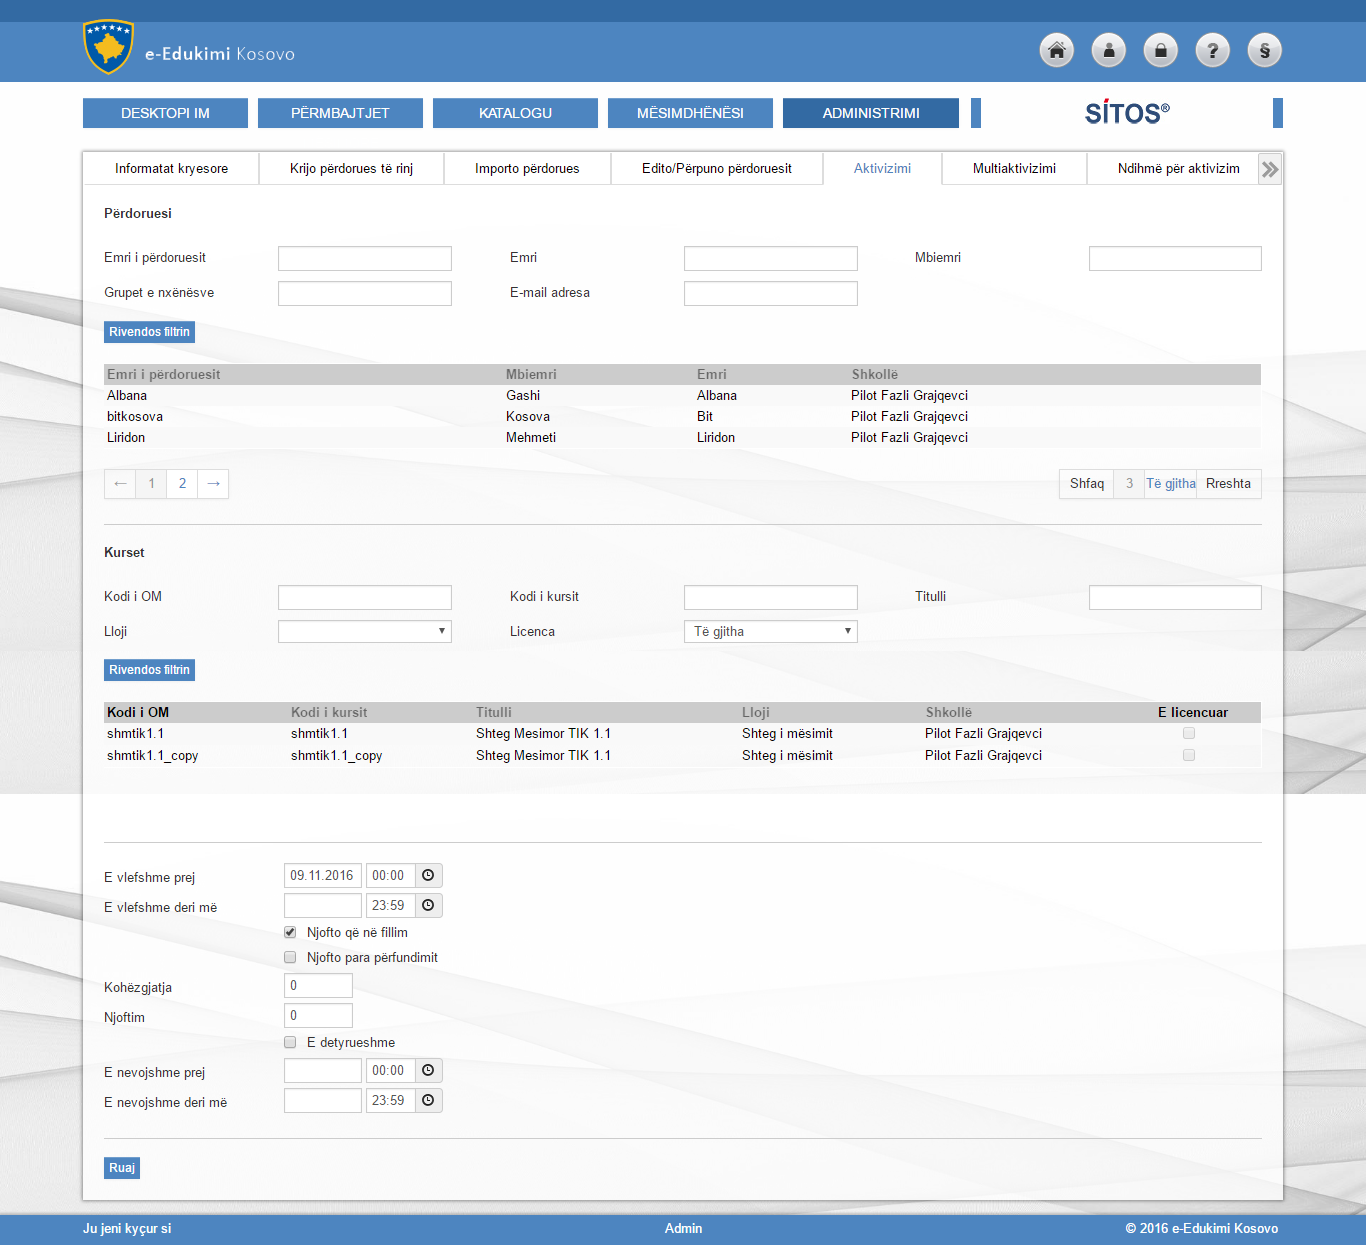 e-Edukimi Kosovo
DESKTOPI IM PËRMBAJTJET KATALOGU MËSIMDHËNËSI ADMINISTRIMI SÍTOS®
Informatat kryesore Krijo përdorues të rinj Importo përdorues Edito/Përpuno përdoruesit Aktivizimi Multiaktivizimi Ndihmë për aktivizim
Përdoruesi
Emri i përdoruesit Emri Mbiemri
Grupet e nxënësve E-mail adresa
Rivendos filtrin
Emri i përdoruesit Mbiemri Emri Shkollë
Albana Gashi Albana Pilot Fazli Grajqevci
bitkosova Kosova Bit Pilot Fazli Grajqevci
Liridon Mehmeti Liridon Pilot Fazli Grajqevci
← 1 2 → Shfaq 3 Të gjitha Rreshta
Kurset
Kodi i OM Kodi i kursit Titulli
Lloji Licenca Të gjitha
Rivendos filtrin
Kodi i OM Kodi i kursit Titulli Lloji Shkollë E licencuar
shmtik1.1 shmtik1.1 Shteg Mesimor TIK 1.1 Shteg i mësimit Pilot Fazli Grajqevci
shmtik1.1_copy shmtik1.1_copy Shteg Mesimor TIK 1.1 Shteg i mësimit Pilot Fazli Grajqevci
E vlefshme prej 09.11.2016 00:00
E vlefshme deri më 23:59
Njofto që në fillim
Njofto para përfundimit
Kohëzgjatja 0
Njoftim 0
E detyrueshme
E nevojshme prej 00:00
E nevojshme deri më 23:59
Ruaj
Ju jeni kyçur si Admin © 2016 e-Edukimi Kosovo